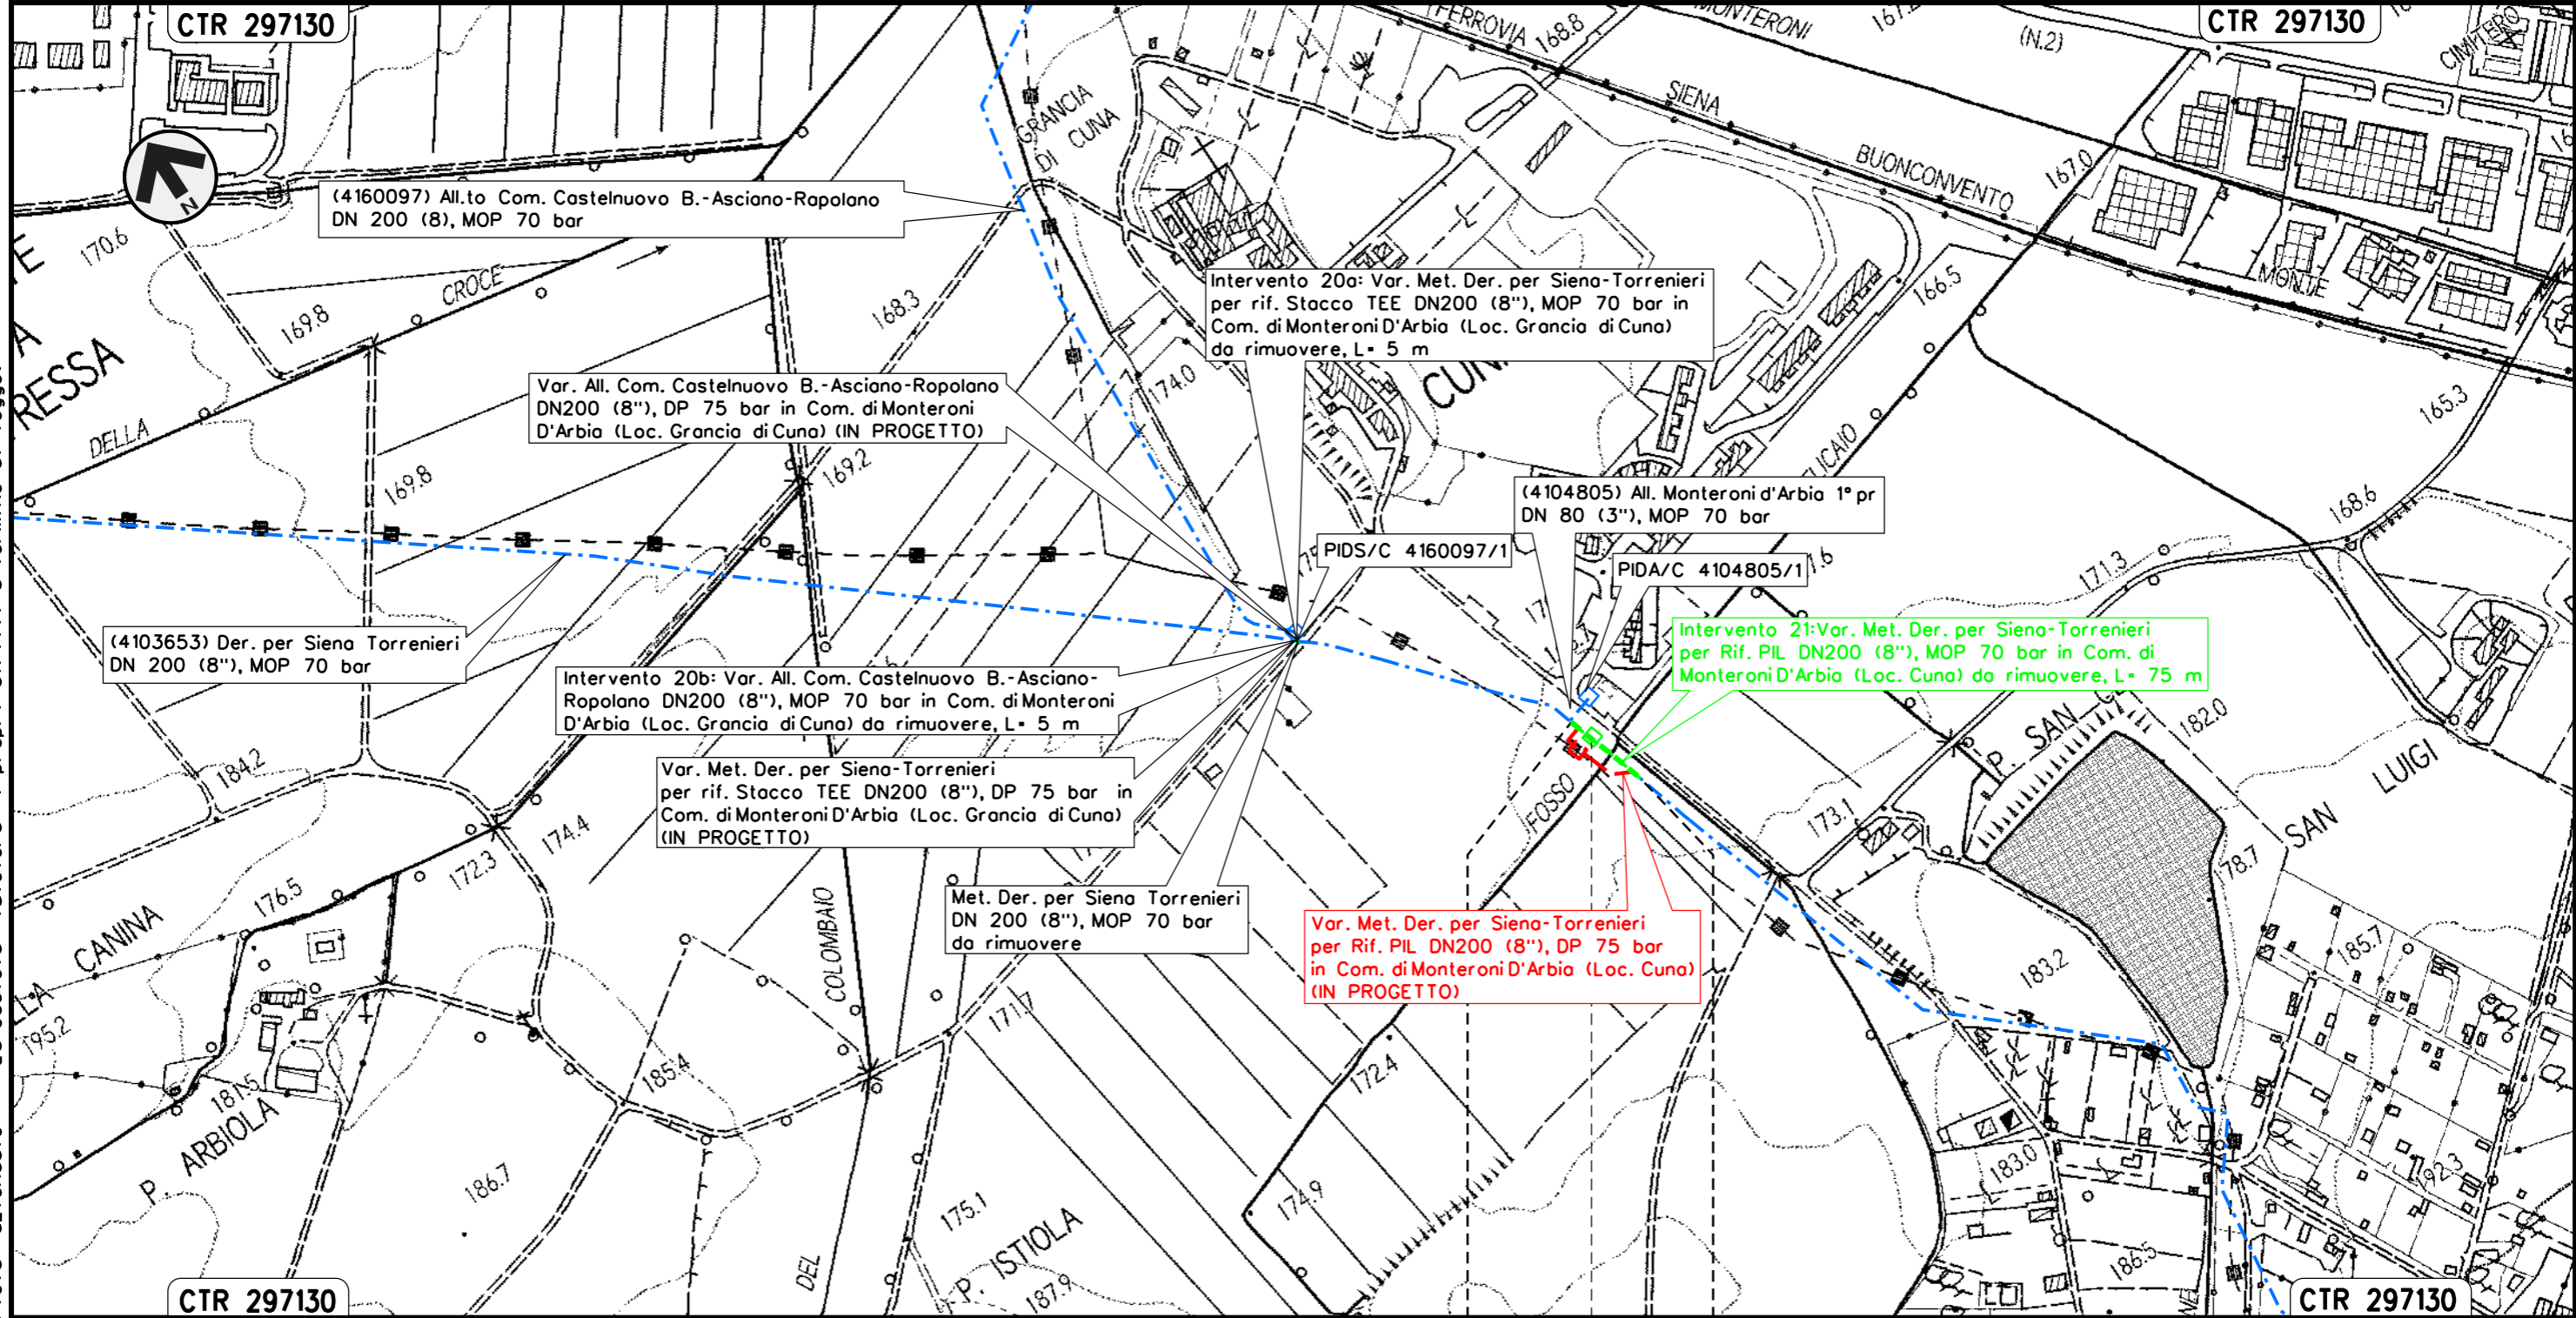 CTR 297130
CTR 297130
FERROVIA
168.8
MONTERONI
(N.2)
CIMITERO
SIENA
GRANCIA
DI CUNA
BUONCONVENTO
167.0
N
(4160097) All.to Com. Castelnuovo B.-Asciano-Rapolano
DN 200 (8), MOP 70 bar
170.6
CROCE
169.8
168.3
166.5
MONTE
Intervento 20a: Var. Met. Der. per Siena-Torrenieri
per rif. Stacco TEE DN200 (8"), MOP 70 bar in
Com. di Monteroni D'Arbia (Loc. Grancia di Cuna)
da rimuovere, L= 5 m
RESSA
174.0
165.3
Var. All. Com. Castelnuovo B.-Asciano-Ropolano
DN200 (8"), DP 75 bar in Com. di Monteroni
D'Arbia (Loc. Grancia di Cuna) (IN PROGETTO)
DELLA
169.8
169.2
LICAIO
168.6
(4104805) All. Monteroni d'Arbia 1° pr
DN 80 (3"), MOP 70 bar
PIDS/C 4160097/1
PIDA/C 4104805/1
1.6
171.3
(4103653) Der. per Siena Torrenieri
DN 200 (8"), MOP 70 bar
Intervento 21:Var. Met. Der. per Siena-Torrenieri
per Rif. PIL DN200 (8"), MOP 70 bar in Com. di
Monteroni D'Arbia (Loc. Cuna) da rimuovere, L= 75 m
Intervento 20b: Var. All. Com. Castelnuovo B.-Asciano-
Ropolano DN200 (8"), MOP 70 bar in Com. di Monteroni
D'Arbia (Loc. Grancia di Cuna) da rimuovere, L= 5 m
P. SAN
182.0
184.2
LUIGI
Var. Met. Der. per Siena-Torrenieri
per rif. Stacco TEE DN200 (8"), DP 75 bar in
Com. di Monteroni D'Arbia (Loc. Grancia di Cuna)
(IN PROGETTO)
FOSSO
173.1
SAN
174.4
172.3
78.7
176.5
CANINA
COLOMBAIO
Met. Der. per Siena Torrenieri
DN 200 (8"), MOP 70 bar
da rimuovere
Var. Met. Der. per Siena-Torrenieri
per Rif. PIL DN200 (8"), DP 75 bar
in Com. di Monteroni D'Arbia (Loc. Cuna)
(IN PROGETTO)
183.2
185.7
195.2
171.7
181.5
185.4
172.4
P. ARBIOLA
186.7
183.0
192.3
174.9
175.1
P. ISTIOLA
187.9
DEL
186.5
CTR 297130
CTR 297130